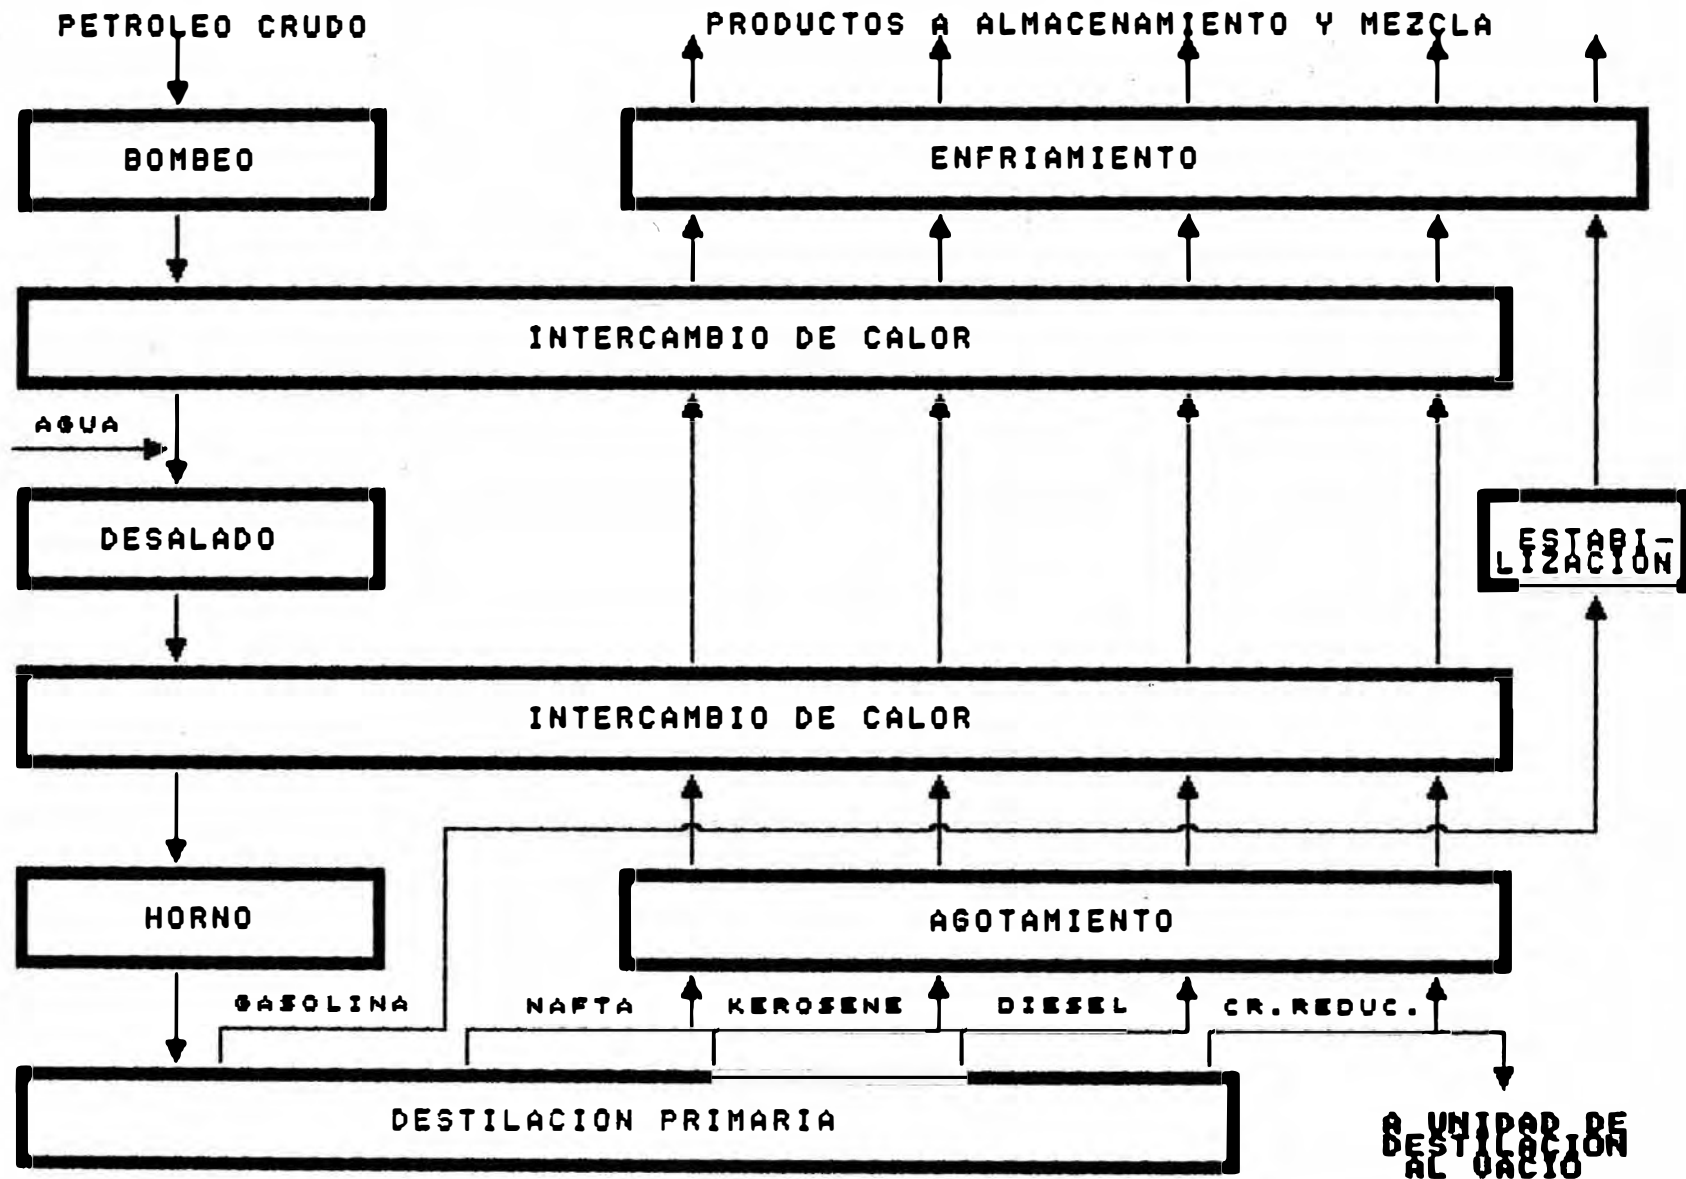 PETROLEO CRUDO
PRODUCTOS A ALMACENAMIENTO Y MEZCLA
BOMBEO
ENFRIAMIENTO
INTERCAMBIO DE CALOR
AGUA
DESALADO
ESTABI-
LIZACION
INTERCAMBIO DE CALOR
HORNO
AGOTAMIENTO
GASOLINA
NAFTA
KEROSENE
DIESEL
CR.REDUC.
DESTILACION PRIMARIA
A UNIDAD DE
DESTILACION
AL VACIO